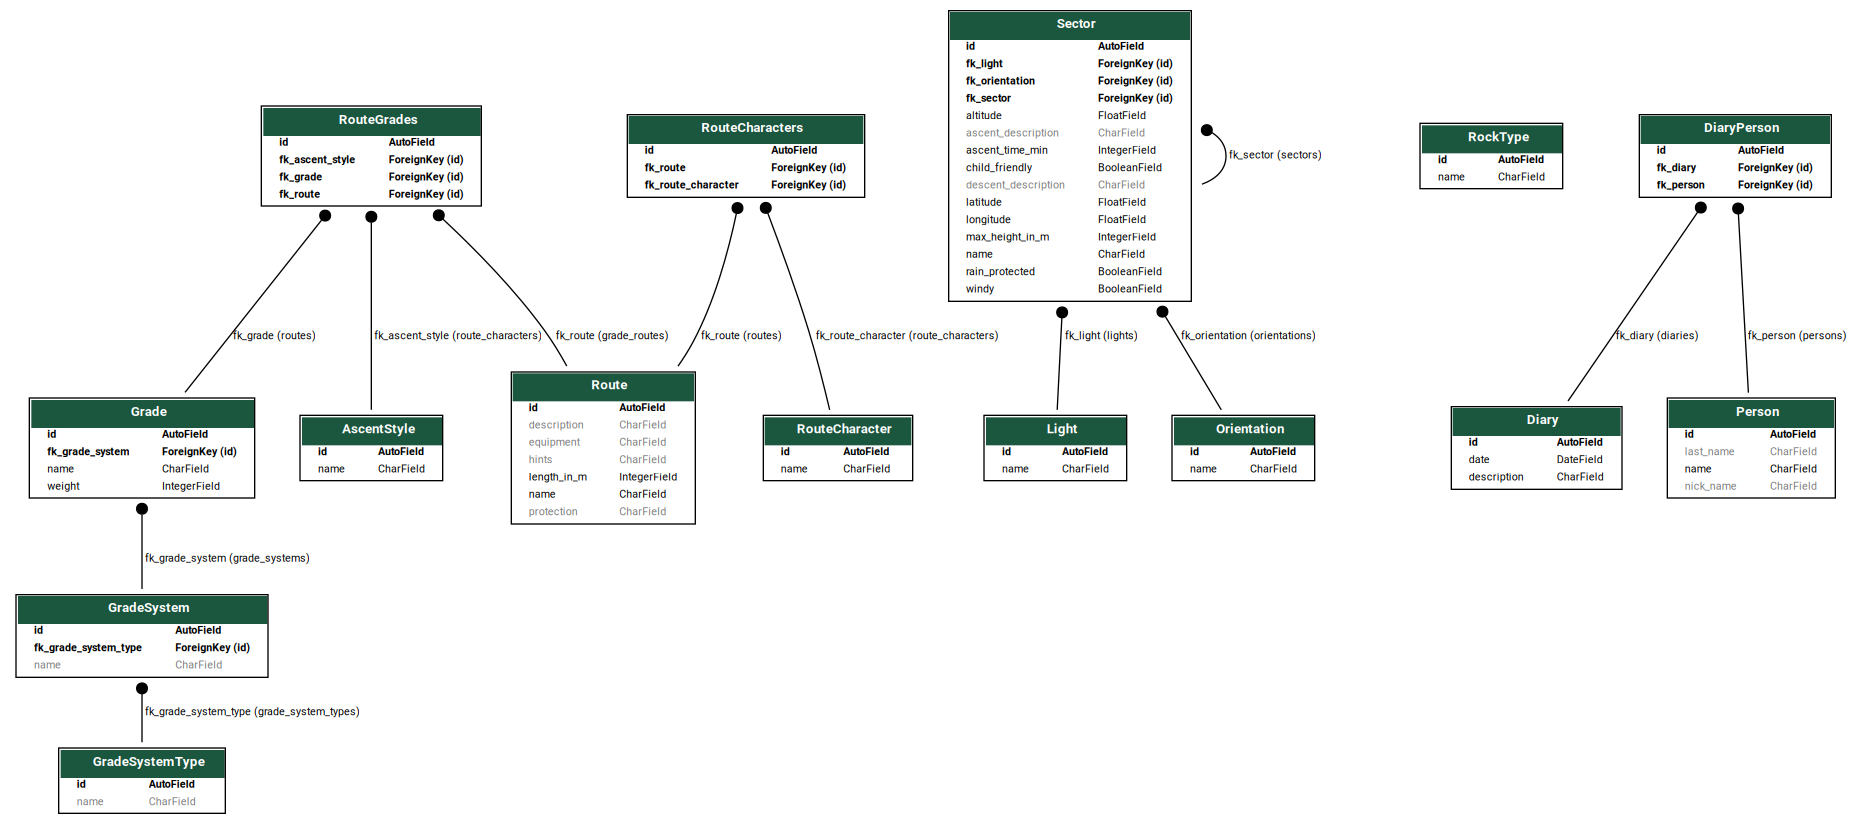 Sector
id AutoField
fk_light ForeignKey (id)
fk_orientation ForeignKey (id)
fk_sector ForeignKey (id)
altitude FloatField
ascent_description CharField
ascent_time_min IntegerField
child_friendly BooleanField
descent_description CharField
latitude FloatField
longitude FloatField
max_height_in_m IntegerField
name CharField
rain_protected BooleanField
windy BooleanField
fk_sector (sectors)
RouteGrades
id AutoField
fk_ascent_style ForeignKey (id)
fk_grade ForeignKey (id)
fk_route ForeignKey (id)
RouteCharacters
id AutoField
fk_route ForeignKey (id)
fk_route_character ForeignKey (id)
RockType
id AutoField
name CharField
DiaryPerson
id AutoField
fk_diary ForeignKey (id)
fk_person ForeignKey (id)
fk_grade (routes)
fk_ascent_style (route_characters)
fk_route (grade_routes)
fk_route (routes)
fk_route_character (route_characters)
fk_light (lights)
fk_orientation (orientations)
fk_diary (diaries)
fk_person (persons)
Grade
id AutoField
fk_grade_system ForeignKey (id)
name CharField
weight IntegerField
AscentStyle
id AutoField
name CharField
Route
id AutoField
description CharField
equipment CharField
hints CharField
length_in_m IntegerField
name CharField
protection CharField
RouteCharacter
id AutoField
name CharField
Light
id AutoField
name CharField
Orientation
id AutoField
name CharField
Diary
id AutoField
date DateField
description CharField
Person
id AutoField
last_name CharField
name CharField
nick_name CharField
fk_grade_system (grade_systems)
GradeSystem
id AutoField
fk_grade_system_type ForeignKey (id)
name CharField
fk_grade_system_type (grade_system_types)
GradeSystemType
id AutoField
name CharField